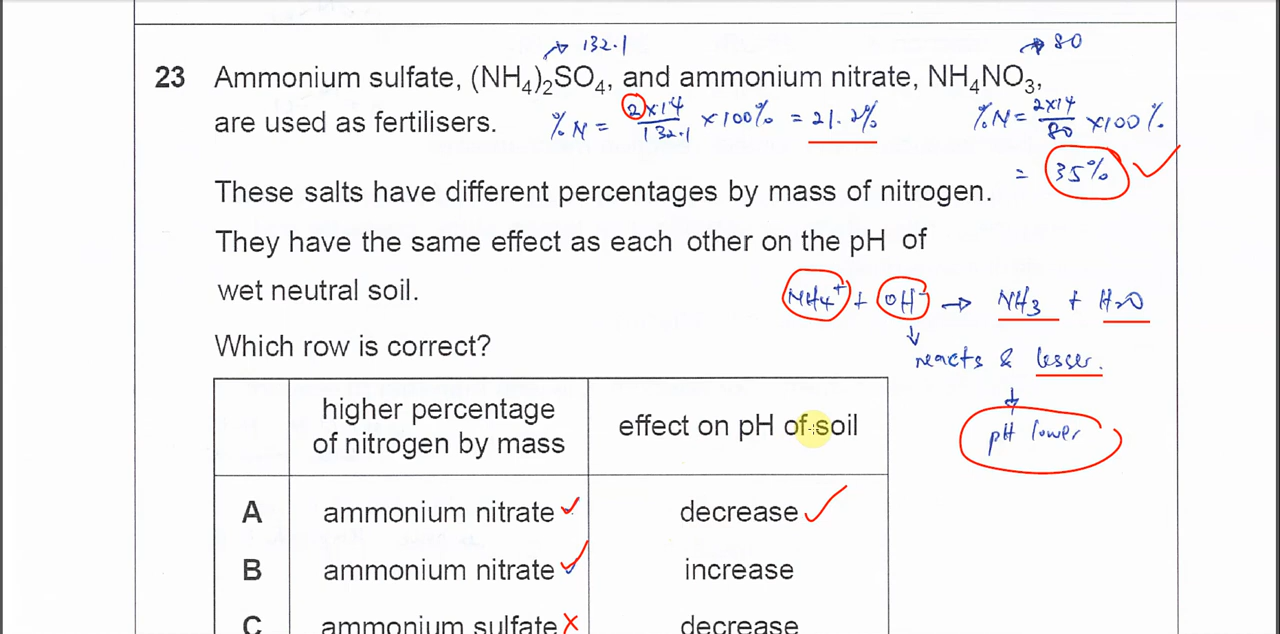 → 132.1
→ 80
23 Ammonium sulfate, (NH₄)₂SO₄, and ammonium nitrate, NH₄NO₃,
are used as fertilisers.
%N = 2×14/132.1 × 100% = 21.2%
%N = 2×14/80 × 100%
= 35% ✓
These salts have different percentages by mass of nitrogen.
They have the same effect as each other on the pH of
wet neutral soil.
NH₄⁺ + OH⁻ → NH₃ + H₂O
↓
reacts & lesser.
↓
pH lower
Which row is correct?
higher percentage
of nitrogen by mass
effect on pH of soil
A ammonium nitrate ✓ decrease ✓
B ammonium nitrate ✓ increase
C ammonium sulfate ✗ decrease